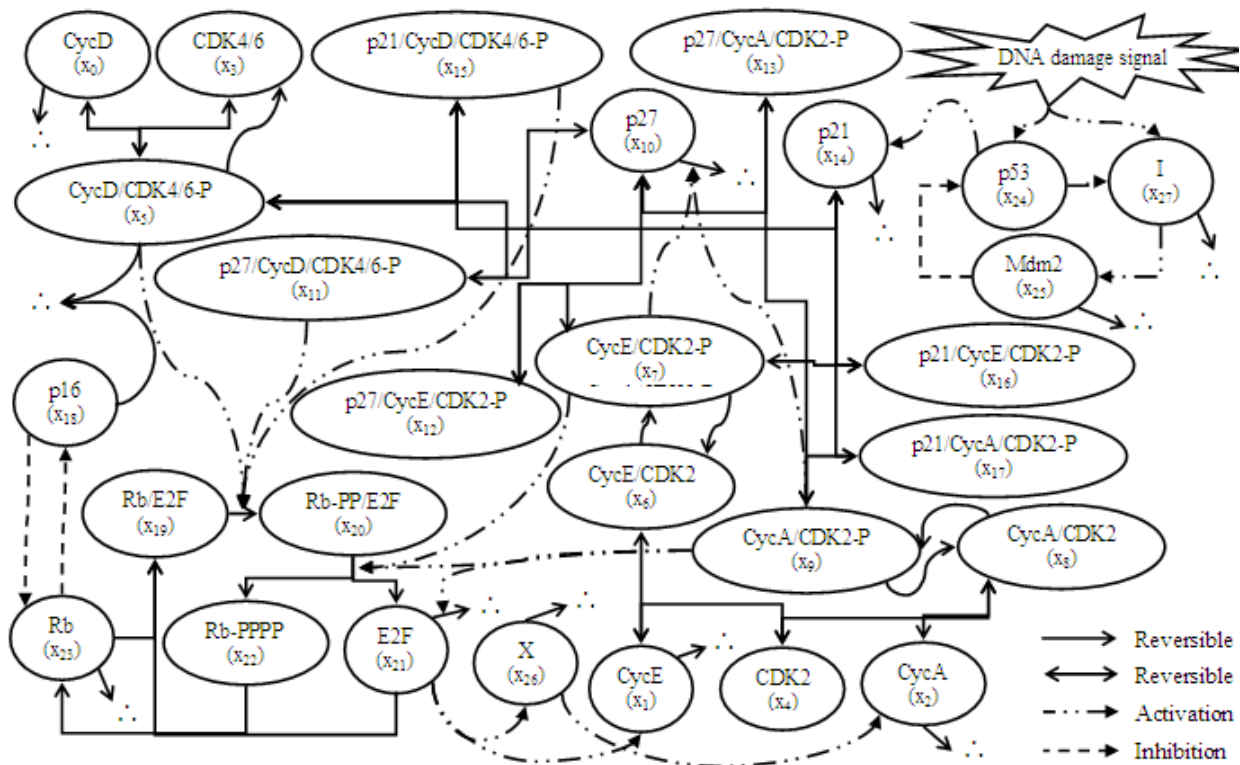 CycD
(x0)
CDK4/6
(x3)
p21/CycD/CDK4/6-P
(x15)
p27/CycA/CDK2-P
(x13)
DNA damage signal
p27
(x10)
p21
(x14)
p53
(x24)
I
(x27)
CycD/CDK4/6-P
(x5)
p27/CycD/CDK4/6-P
(x11)
Mdm2
(x25)
CycE/CDK2-P
(x7)
p21/CycE/CDK2-P
(x16)
p16
(x18)
p27/CycE/CDK2-P
(x12)
p21/CycA/CDK2-P
(x17)
CycE/CDK2
(x6)
Rb/E2F
(x19)
Rb-PP/E2F
(x20)
CycA/CDK2-P
(x9)
CycA/CDK2
(x8)
Rb
(x23)
Rb-PPPP
(x22)
E2F
(x21)
X
(x26)
CycE
(x1)
CDK2
(x4)
CycA
(x2)
Reversible
Reversible
Activation
Inhibition